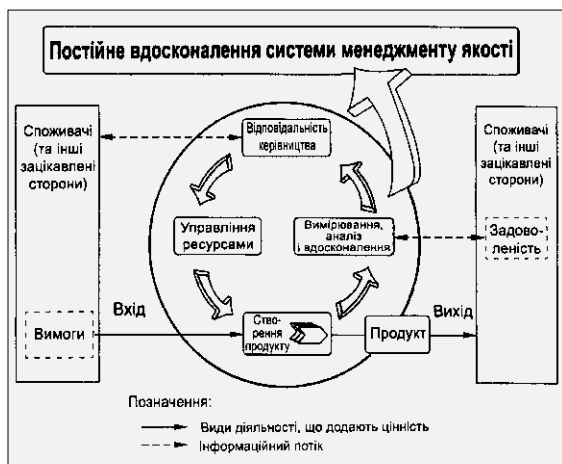 Постійне вдосконалення системи менеджменту якості
Споживачі
(та інші
зацікавлені
сторони)
Відповідальність
керівництва
Споживачі
(та інші
зацікавлені
сторони)
Управління
ресурсами
Вимірювання,
аналіз
і вдосконалення
Задово-
леність
Вимоги
Вхід
Ство-
рення
продукту
Продукт
Вихід
Позначення:
Види діяльності, що додають цінність
Інформаційний потік